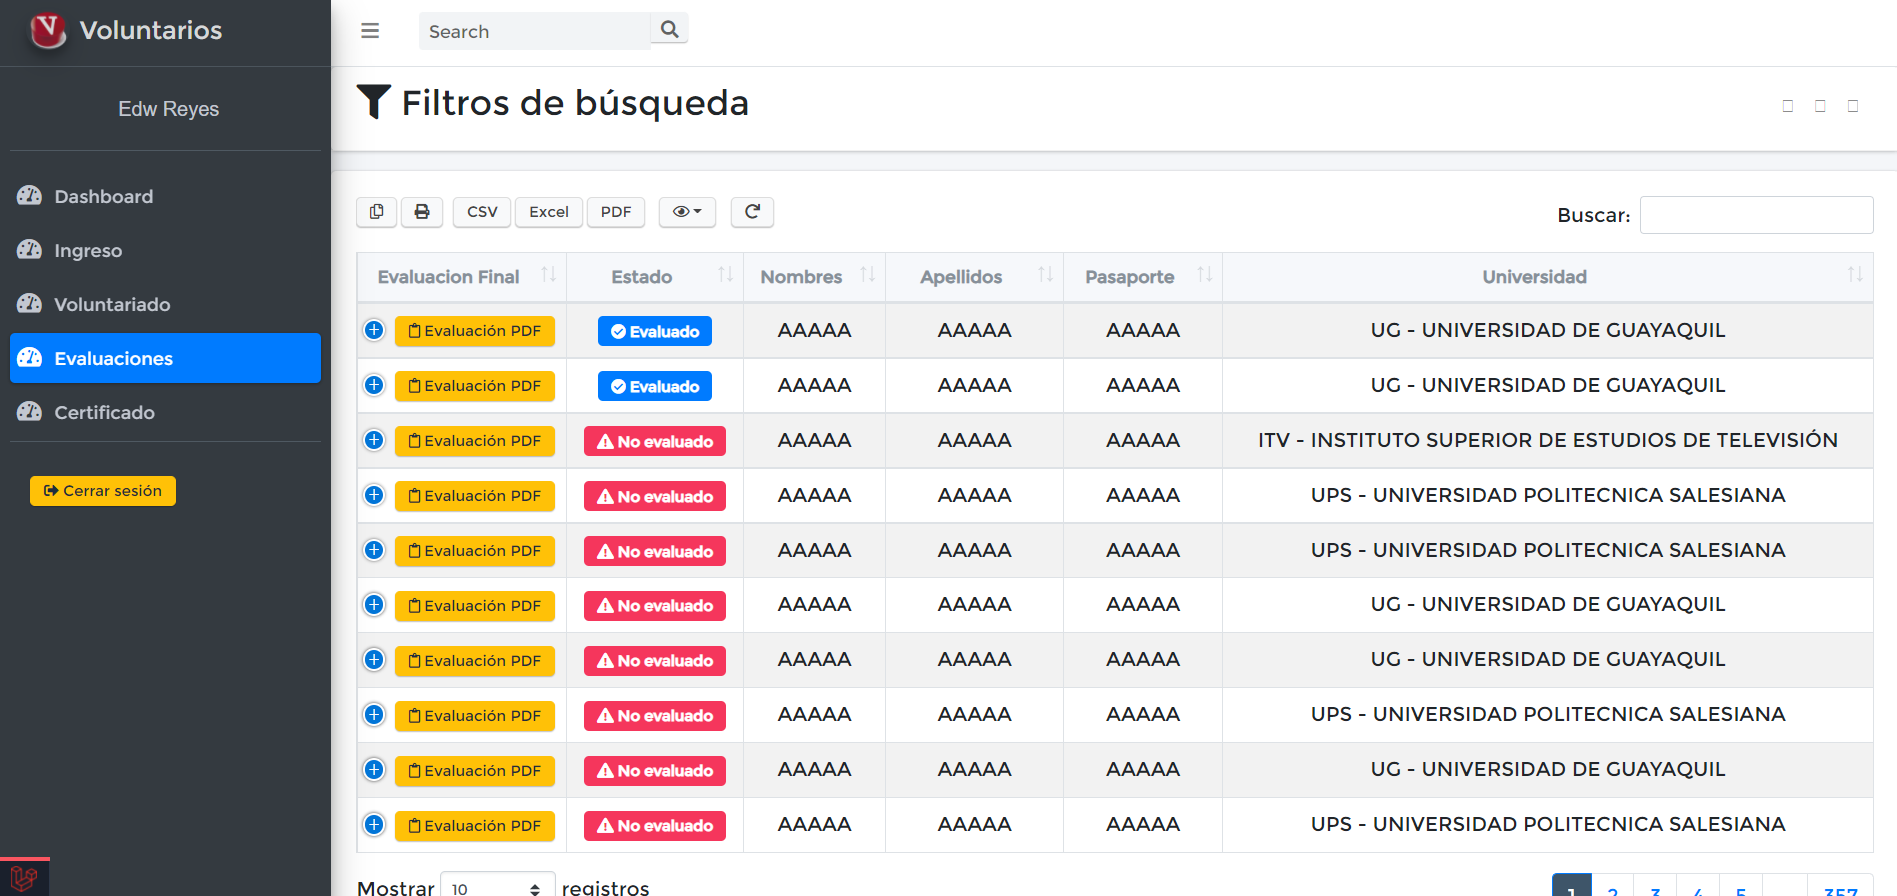 Voluntarios
Search
Edw Reyes
Filtros de búsqueda
Dashboard
Ingreso
Voluntariado
Evaluaciones
Certificado
Cerrar sesión
CSV Excel PDF
Buscar:
Evaluacion Final Estado Nombres Apellidos Pasaporte Universidad
Evaluación PDF Evaluado AAAAA AAAAA AAAAA UG - UNIVERSIDAD DE GUAYAQUIL
Evaluación PDF Evaluado AAAAA AAAAA AAAAA UG - UNIVERSIDAD DE GUAYAQUIL
Evaluación PDF No evaluado AAAAA AAAAA AAAAA ITV - INSTITUTO SUPERIOR DE ESTUDIOS DE TELEVISIÓN
Evaluación PDF No evaluado AAAAA AAAAA AAAAA UPS - UNIVERSIDAD POLITECNICA SALESIANA
Evaluación PDF No evaluado AAAAA AAAAA AAAAA UPS - UNIVERSIDAD POLITECNICA SALESIANA
Evaluación PDF No evaluado AAAAA AAAAA AAAAA UG - UNIVERSIDAD DE GUAYAQUIL
Evaluación PDF No evaluado AAAAA AAAAA AAAAA UG - UNIVERSIDAD DE GUAYAQUIL
Evaluación PDF No evaluado AAAAA AAAAA AAAAA UPS - UNIVERSIDAD POLITECNICA SALESIANA
Evaluación PDF No evaluado AAAAA AAAAA AAAAA UG - UNIVERSIDAD DE GUAYAQUIL
Evaluación PDF No evaluado AAAAA AAAAA AAAAA UPS - UNIVERSIDAD POLITECNICA SALESIANA
Mostrar 10 registros
1 2 3 4 5 357